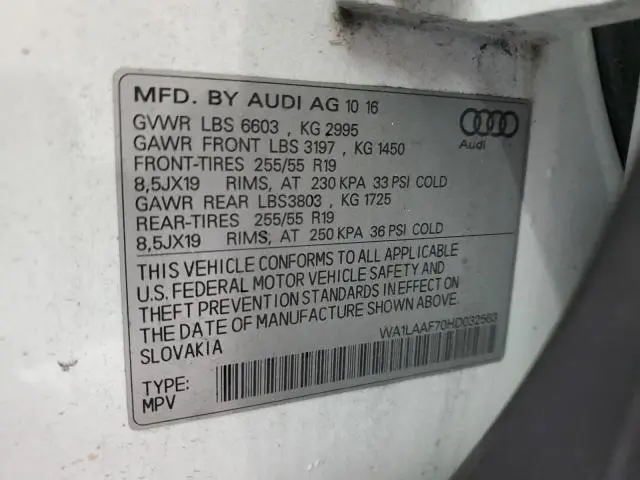 MFD. BY AUDI AG 10 16
GVWR LBS 6603 , KG 2995
GAWR FRONT LBS 3197 , KG 1450
FRONT-TIRES 255/55 R19
8,5JX19 RIMS, AT 230 KPA 33 PSI COLD
GAWR REAR LBS3803 , KG 1725
REAR-TIRES 255/55 R19
8,5JX19 RIMS, AT 250 KPA 36 PSI COLD
Audi
THIS VEHICLE CONFORMS TO ALL APPLICABLE
U.S. FEDERAL MOTOR VEHICLE SAFETY AND
THEFT PREVENTION STANDARDS IN EFFECT ON
THE DATE OF MANUFACTURE SHOWN ABOVE.
SLOVAKIA
WA1LAAF70HD032563
TYPE:
MPV